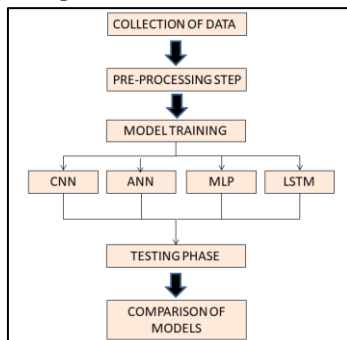 COLLECTION OF DATA
PRE-PROCESSING STEP
MODEL TRAINING
CNN
ANN
MLP
LSTM
TESTING PHASE
COMPARISON OF
MODELS